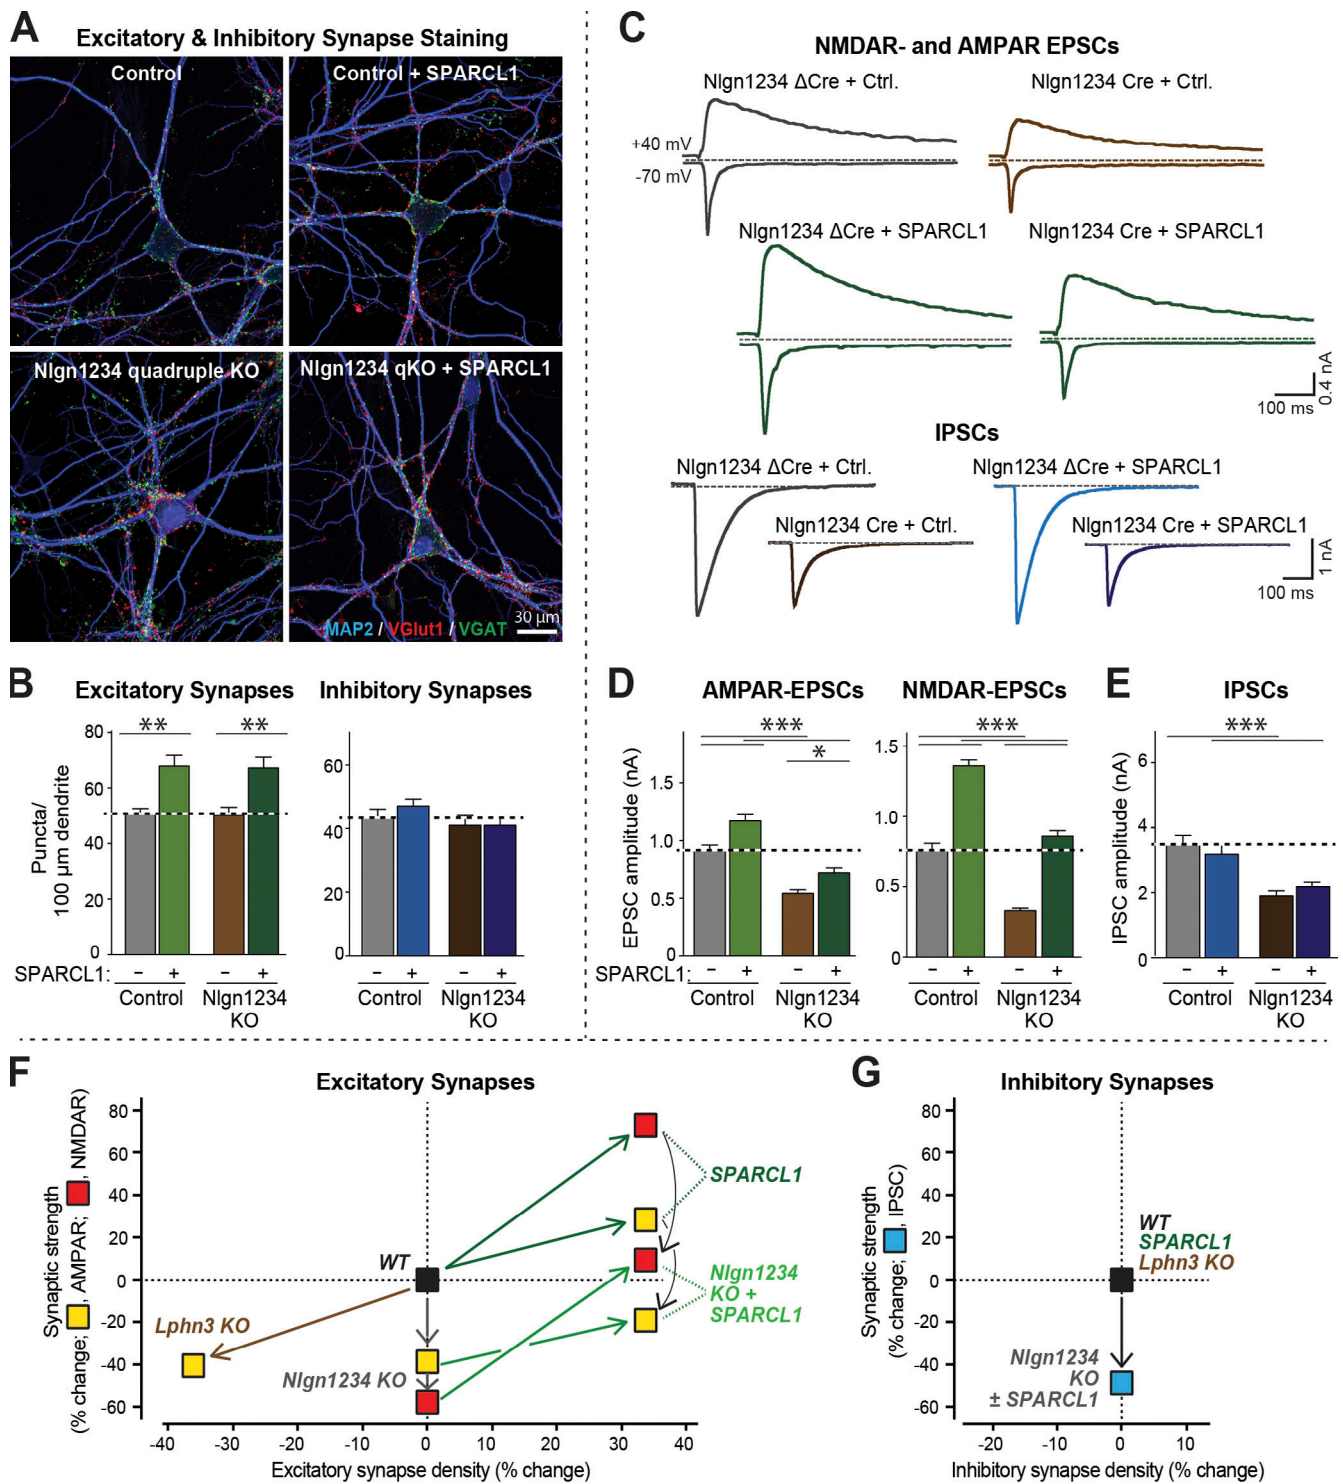 A
Excitatory & Inhibitory Synapse Staining
Control
Control + SPARCL1
Nlgn1234 quadruple KO
Nlgn1234 qKO + SPARCL1
30 µm
MAP2 / VGlut1 / VGAT
B
Excitatory Synapses
Inhibitory Synapses
Puncta/
100 µm dendrite
80
60
40
20
0
**
**
60
40
20
0
SPARCL1:
−
+
−
+
−
+
−
+
Control
Nlgn1234
KO
Control
Nlgn1234
KO
C
NMDAR- and AMPAR EPSCs
Nlgn1234 ΔCre + Ctrl.
Nlgn1234 Cre + Ctrl.
+40 mV
-70 mV
Nlgn1234 ΔCre + SPARCL1
Nlgn1234 Cre + SPARCL1
0.4 nA
100 ms
IPSCs
Nlgn1234 ΔCre + Ctrl.
Nlgn1234 ΔCre + SPARCL1
Nlgn1234 Cre + Ctrl.
Nlgn1234 Cre + SPARCL1
1 nA
100 ms
D
AMPAR-EPSCs
NMDAR-EPSCs
EPSC amplitude (nA)
***
*
1.5
1.0
0.5
0
***
1.5
1.0
0.5
0
SPARCL1:
−
+
−
+
−
+
−
+
Control
Nlgn1234
KO
Control
Nlgn1234
KO
E
IPSCs
IPSC amplitude (nA)
***
6
4
2
0
−
+
−
+
Control
Nlgn1234
KO
F
Excitatory Synapses
Synaptic strength
(% change; , AMPAR; , NMDAR)
80
60
40
20
0
-20
-40
-60
WT
Lphn3 KO
Nlgn1234 KO
SPARCL1
Nlgn1234
KO +
SPARCL1
-40
-30
-20
-10
0
10
20
30
40
Excitatory synapse density (% change)
G
Inhibitory Synapses
Synaptic strength
(% change; , IPSC)
80
60
40
20
0
-20
-40
-60
WT
SPARCL1
Lphn3 KO
Nlgn1234
KO
± SPARCL1
-20
-10
0
10
Inhibitory synapse density (% change)